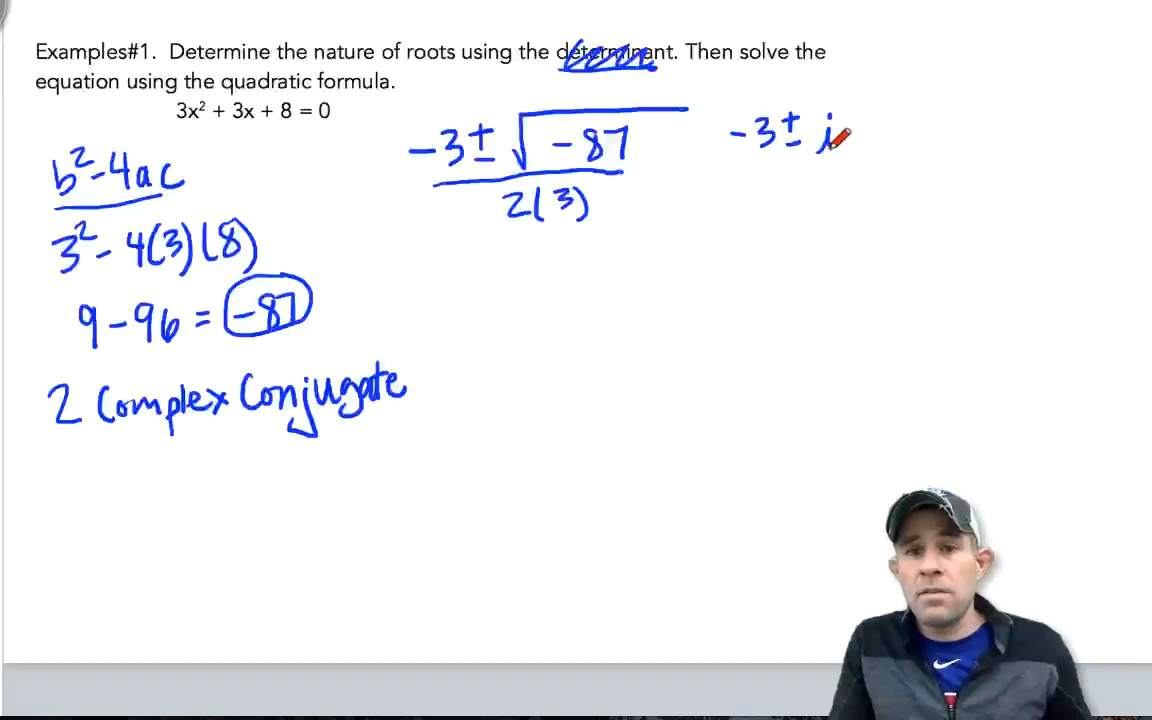 Examples#1. Determine the nature of roots using the determinant. Then solve the
equation using the quadratic formula.
3x² + 3x + 8 = 0
b²-4ac
3² - 4(3)(8)
9 - 96 = -87
2 Complex Conjugate
-3 ± √-87
2(3)
-3 ± i